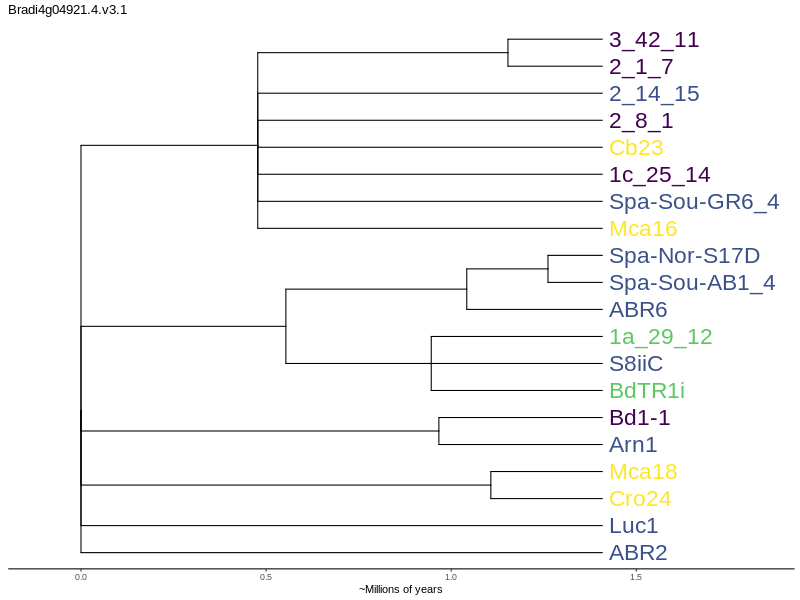 Bradi4g04921.4.v3.1
3_42_11
2_1_7
2_14_15
2_8_1
Cb23
1c_25_14
Spa-Sou-GR6_4
Mca16
Spa-Nor-S17D
Spa-Sou-AB1_4
ABR6
1a_29_12
S8iiC
BdTR1i
Bd1-1
Arn1
Mca18
Cro24
Luc1
ABR2
0.0 0.5 1.0 1.5
~Millions of years